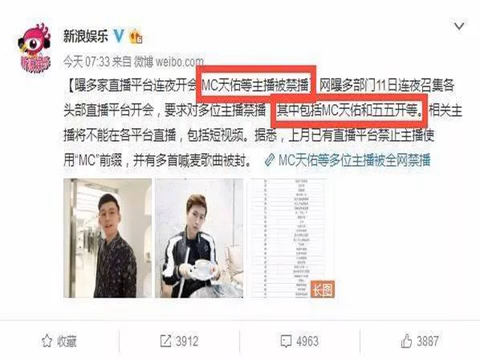 新浪娱乐
今天 07:33 来自 微博 weibo.com
【曝多家直播平台连夜开会 MC天佑等主播被禁播】网曝多部门11日连夜召集各
头部直播平台开会，要求对多位主播禁播，其中包括MC天佑和五五开等。相关主
播将不能在各平台直播，包括短视频。据悉，上月已有直播平台禁止主播使
用“MC”前缀，并有多首喊麦歌曲被封。 MC天佑等多位主播被全网禁播
长图
收藏
3912
4963
3887